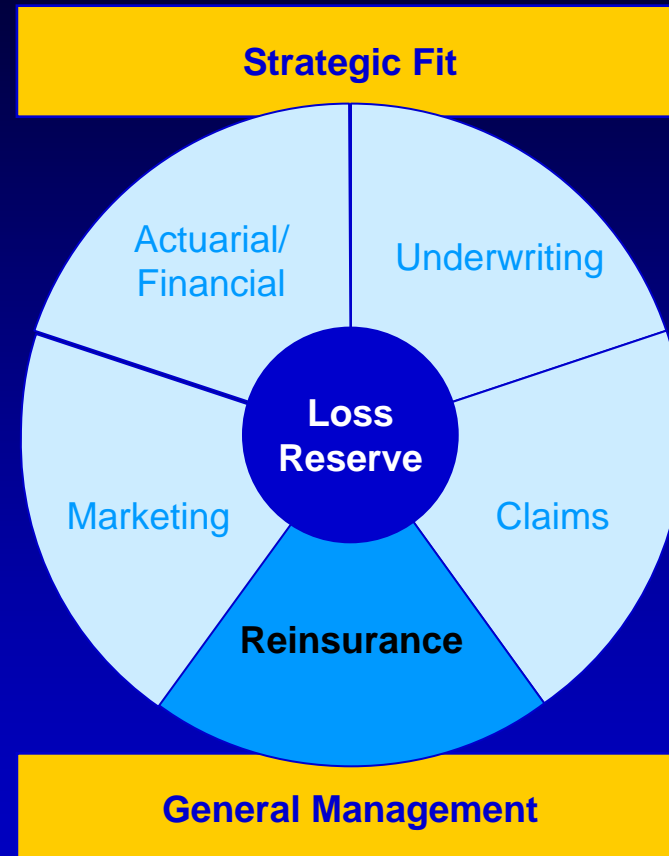 Strategic Fit
Actuarial/
Financial
Underwriting
Loss
Reserve
Marketing
Claims
Reinsurance
General Management